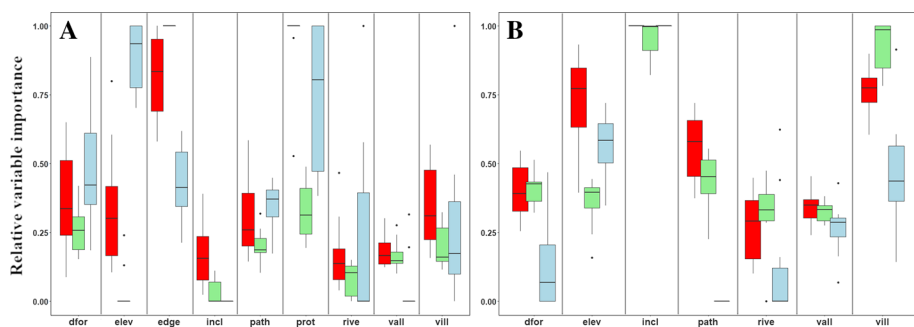 A
B
Relative variable importance
1.00
0.75
0.50
0.25
0.00
1.00
0.75
0.50
0.25
0.00
dfor elev edge incl path prot rive vall vill
dfor elev incl path rive vall vill